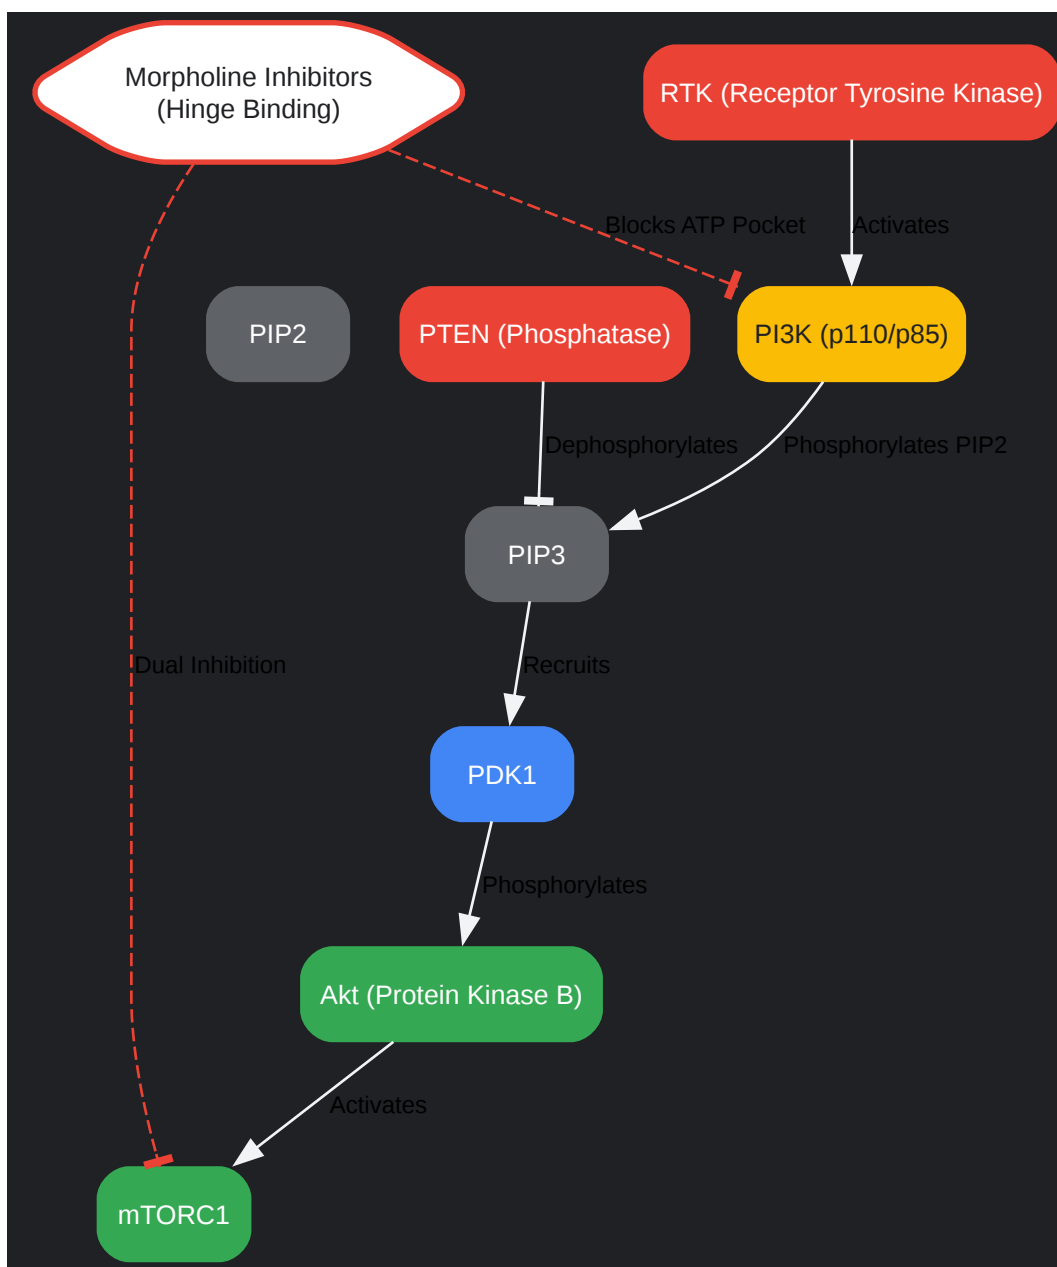 Morpholine Inhibitors
(Hinge Binding)
RTK (Receptor Tyrosine Kinase)
Blocks ATP Pocket
Activates
PIP2
PTEN (Phosphatase)
PI3K (p110/p85)
Dephosphorylates
Phosphorylates PIP2
PIP3
Dual Inhibition
Recruits
PDK1
Phosphorylates
Akt (Protein Kinase B)
Activates
mTORC1